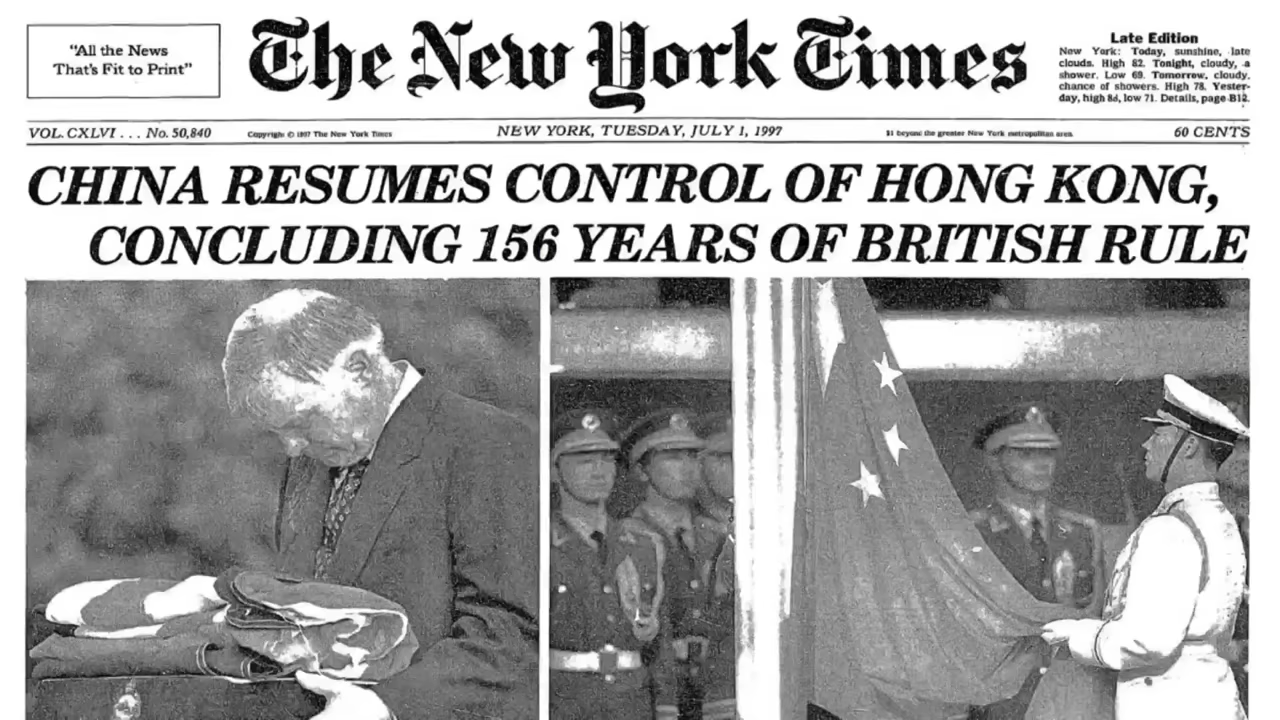 "All the News
That's Fit to Print"
The New York Times
Late Edition
New York: Today, sunshine, late
clouds. High 82. Tonight, cloudy, a
shower. Low 69. Tomorrow, cloudy,
chance of showers. High 78. Yester-
day, high 84, low 71. Details, page B12.
VOL. CXLVI . . . No. 50,840
Copyright © 1997 The New York Times
NEW YORK, TUESDAY, JULY 1, 1997
$1 beyond the greater New York metropolitan area.
60 CENTS
CHINA RESUMES CONTROL OF HONG KONG,
CONCLUDING 156 YEARS OF BRITISH RULE